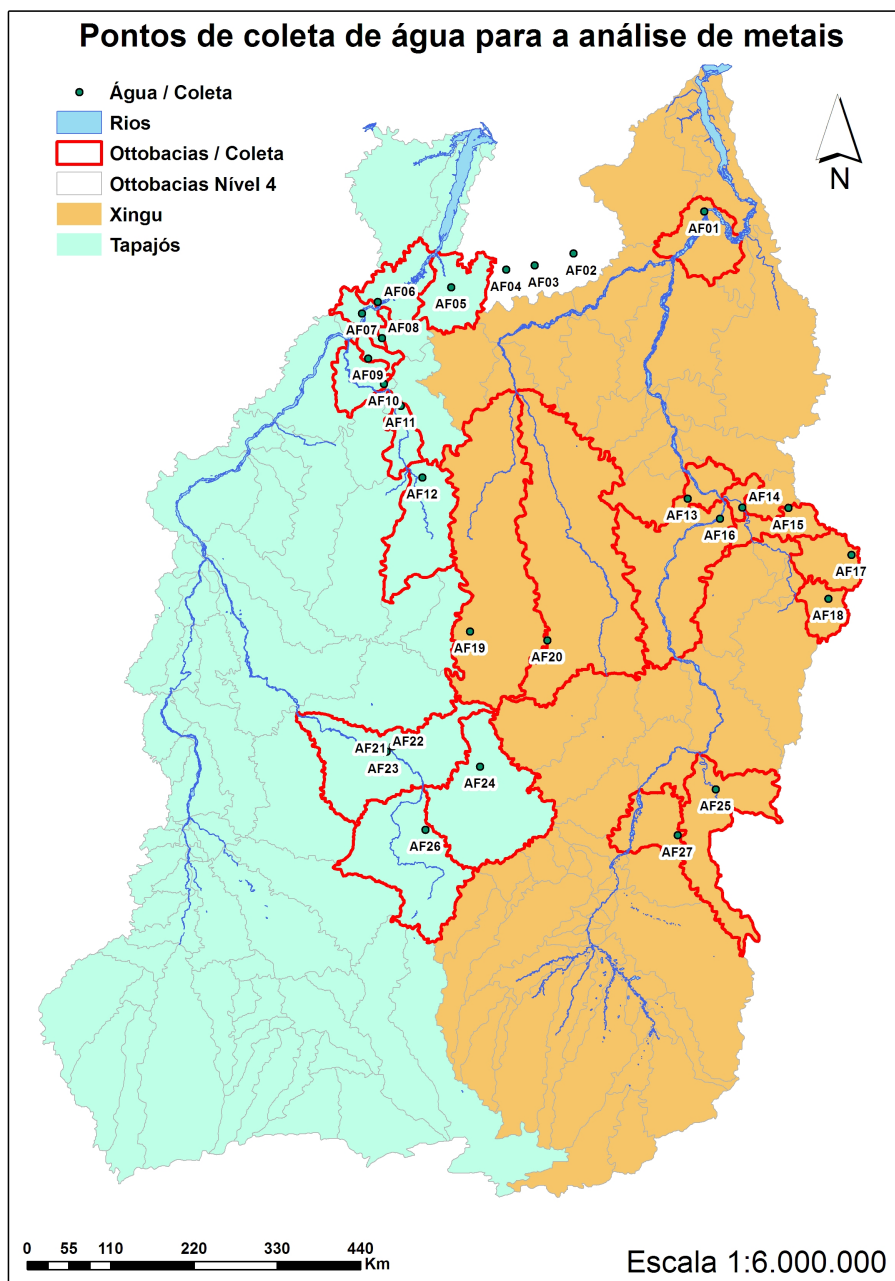 Pontos de coleta de água para a análise de metais
Água / Coleta
Rios
Ottobacias / Coleta
Ottobacias Nível 4
Xingu
Tapajós
N
AF01
AF02
AF03
AF04
AF05
AF06
AF07
AF08
AF09
AF10
AF11
AF12
AF13
AF14
AF15
AF16
AF17
AF18
AF19
AF20
AF21
AF22
AF23
AF24
AF25
AF26
AF27
0 55 110 220 330 440
Km
Escala 1:6.000.000